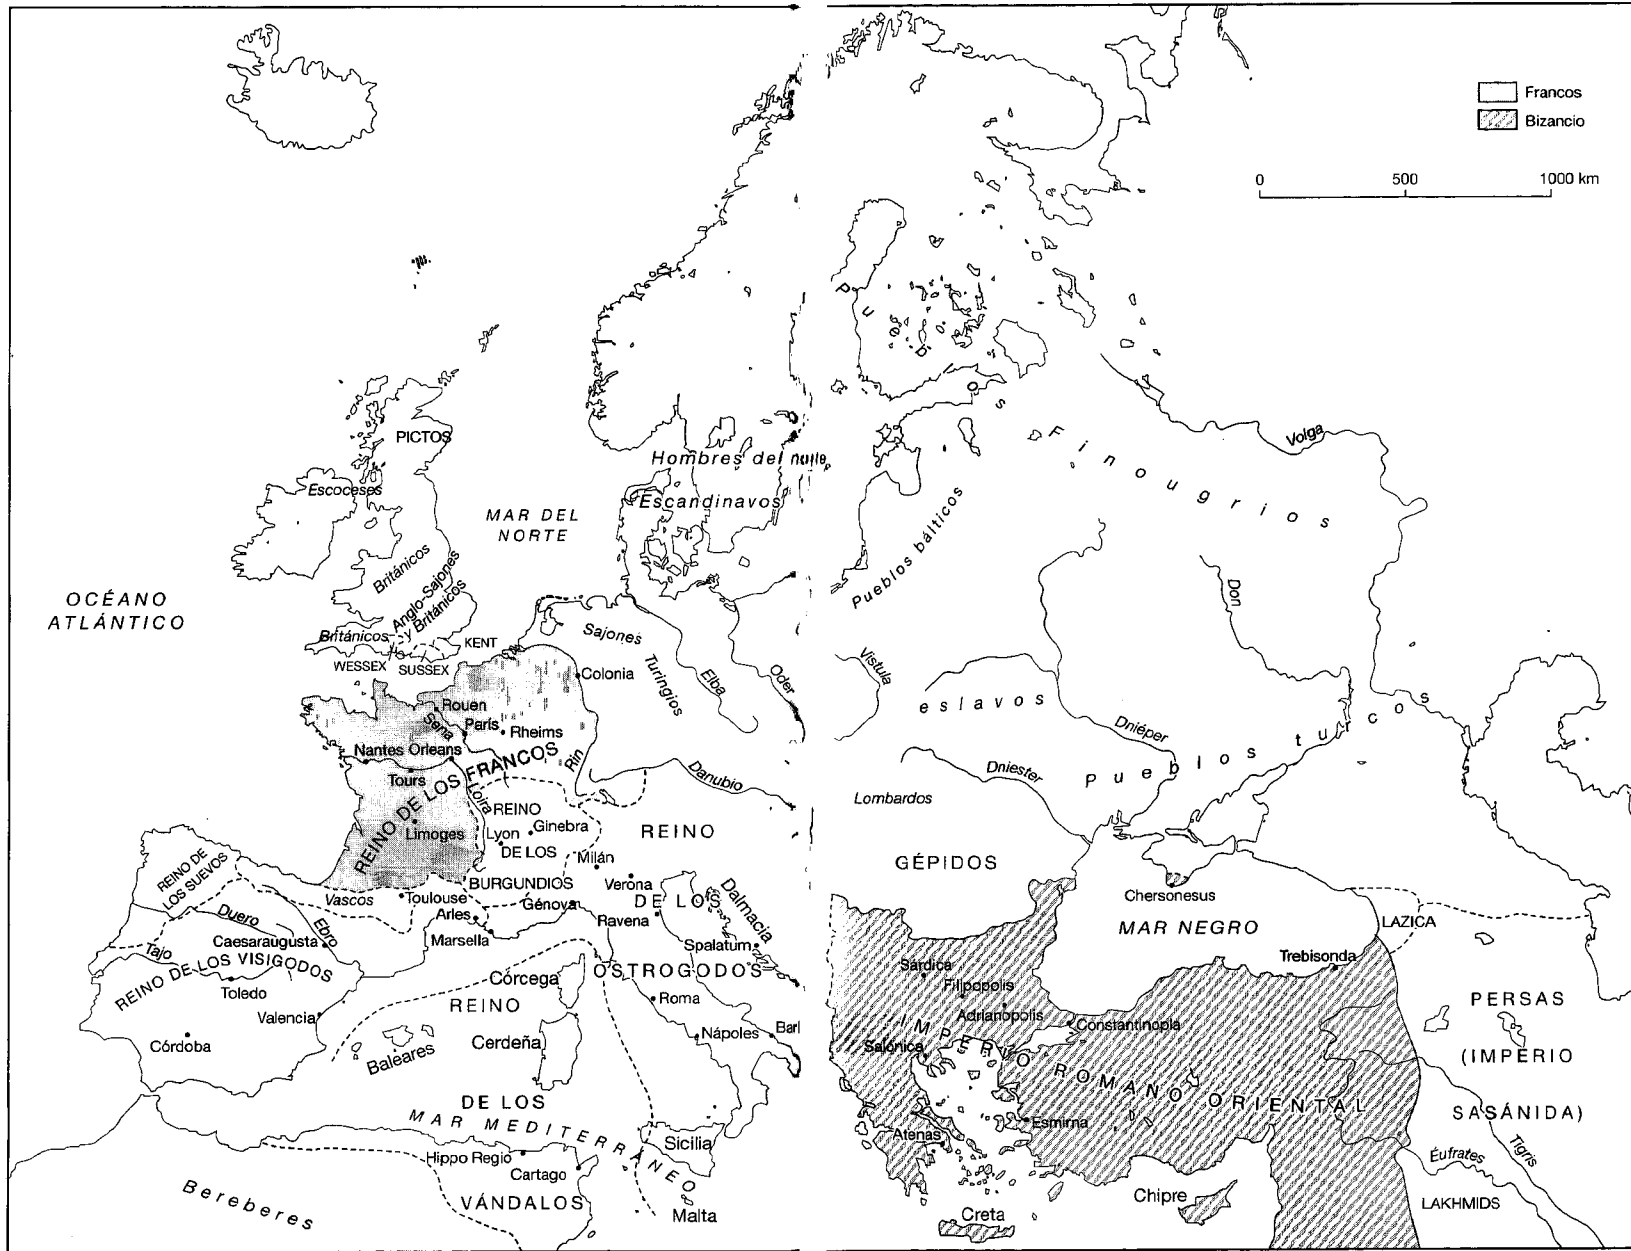 Francos
Bizancio
0 500 1000 km
PICTOS
Escoceses
Hombres del
Escandinavos
MAR DEL
NORTE
Británicos
Anglo-Sajones
y Británicos
Británicos
KENT
WESSEX
SUSSEX
OCÉANO
ATLÁNTICO
Sajones
Turingios
Elba
Oder
Colonia
Rouen
Sena
París
Rheims
Nantes
Orleans
Tours
Rin
REINO DE LOS FRANCOS
Loira
Limoges
Danubio
REINO
Lyon
Ginebra
DE LOS
BURGUNDIOS
REINO
Milán
Verona
DE LOS
Génova
Ravena
Dalmacia
Spalatum
OSTROGODOS
REINO DE
LOS SUEVOS
Vascos
Toulouse
Arles
Marsella
Duero
Ebro
Tajo
Caesaraugusta
REINO DE LOS VISIGODOS
Toledo
Valencia
Córdoba
Córcega
REINO
Roma
Nápoles
Barl
Baleares
Cerdeña
DE LOS
MAR MEDITERRÁNEO
Sicilia
Hippo Regio
Cartago
VÁNDALOS
Malta
Bereberes
Pueblos Finougrios
Volga
Pueblos bálticos
Don
Vístula
eslavos
Dniéper
Pueblos turcos
Dniester
Lombardos
GÉPIDOS
Chersonesus
MAR NEGRO
LAZICA
Trebisonda
Sárdica
Filipopolis
Adrianópolis
Constantinopla
Salónica
IMPERIO ROMANO ORIENTAL
Esmirna
Atenas
Creta
Chipre
PERSAS
(IMPERIO
SASÁNIDA)
Éufrates
Tigris
LAKHMIDS